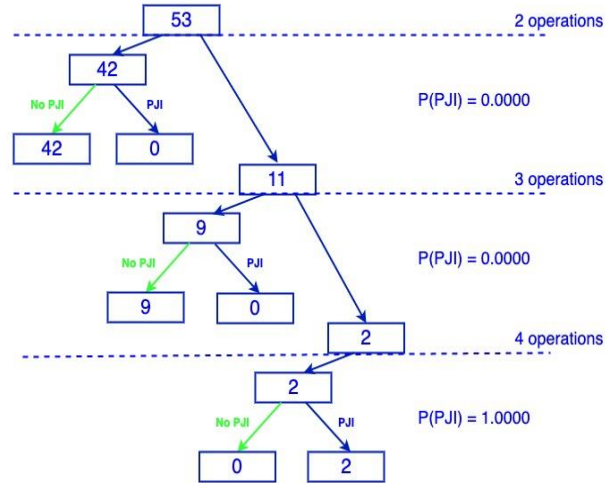 53
2 operations
42
No PJI
PJI
P(PJI) = 0.0000
42
0
11
3 operations
9
No PJI
PJI
P(PJI) = 0.0000
9
0
2
4 operations
2
No PJI
PJI
P(PJI) = 1.0000
0
2